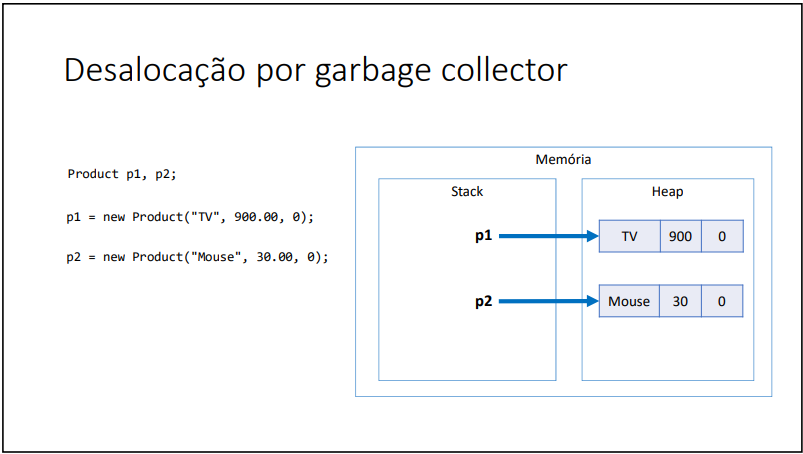 Desalocação por garbage collector
Product p1, p2;
p1 = new Product("TV", 900.00, 0);
p2 = new Product("Mouse", 30.00, 0);
Memória
Stack
Heap
p1
TV 900 0
p2
Mouse 30 0